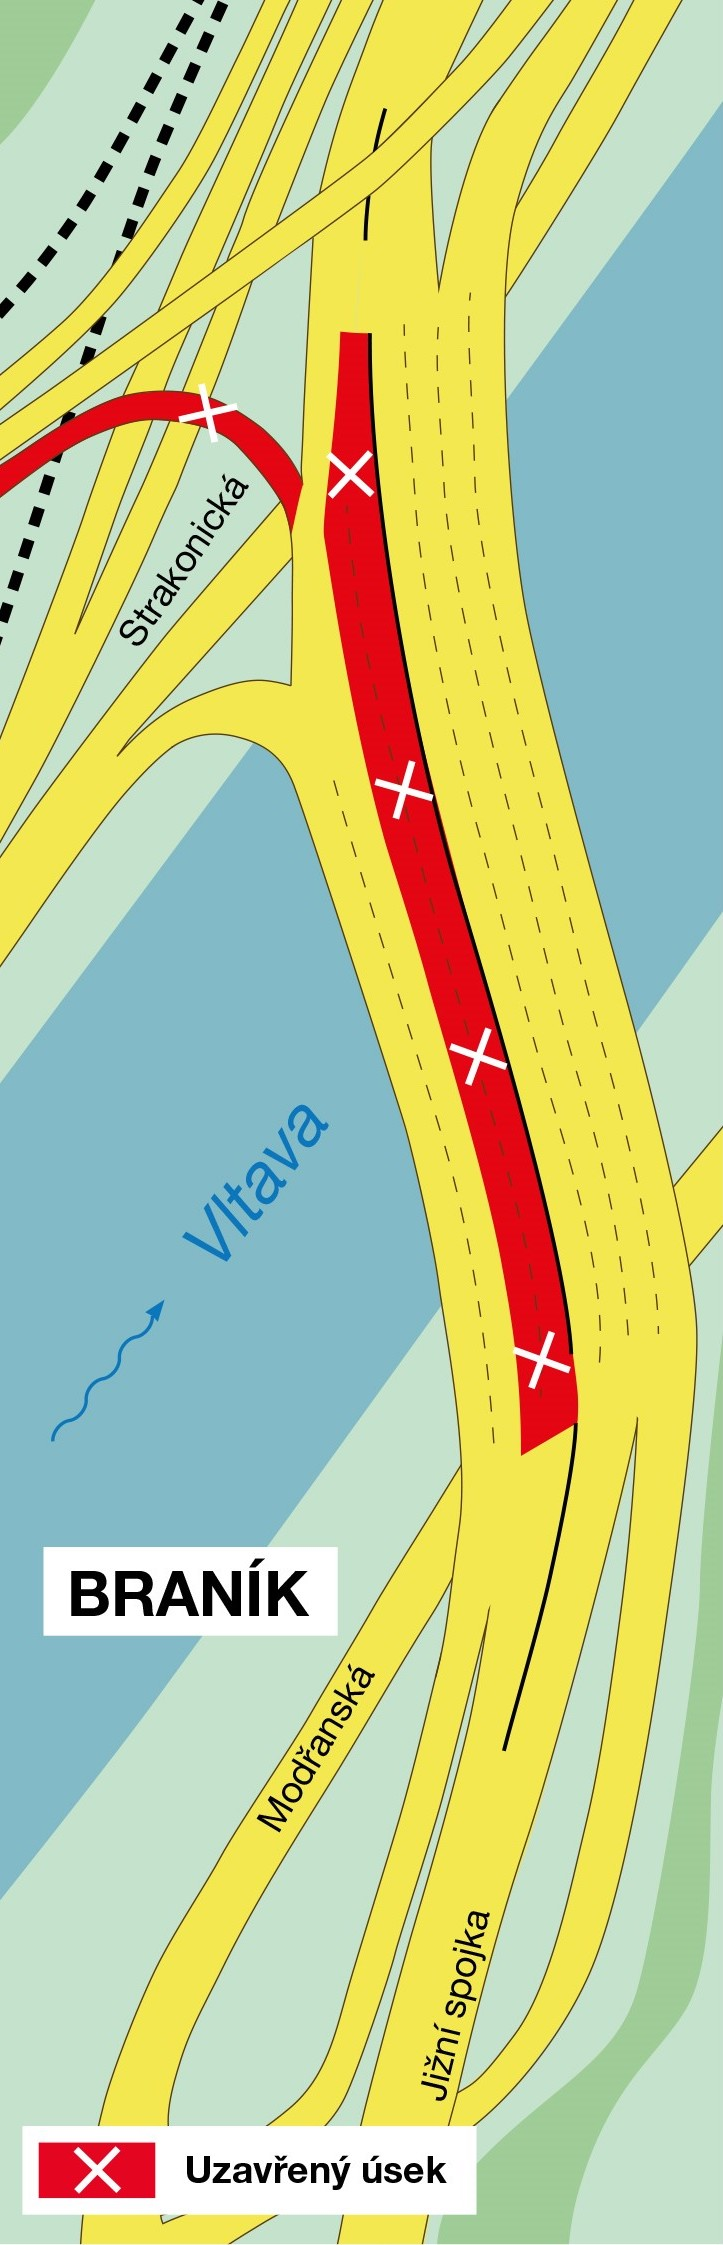 Strakonická
Vltava
BRANÍK
Modřanská
Jižní spojka
Uzavřený úsek